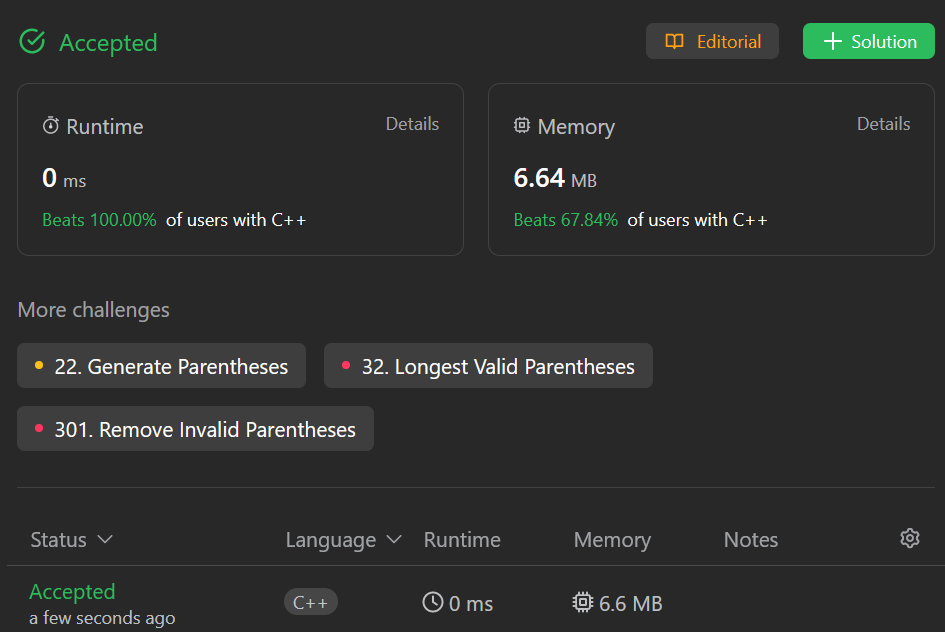 Accepted
Editorial
Solution
Runtime
Details
0 ms
Beats 100.00% of users with C++
Memory
Details
6.64 MB
Beats 67.84% of users with C++
More challenges
22. Generate Parentheses
32. Longest Valid Parentheses
301. Remove Invalid Parentheses
Status Language Runtime Memory Notes
Accepted
a few seconds ago
C++
0 ms
6.6 MB